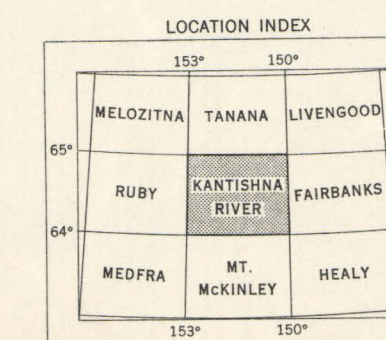 LOCATION INDEX
153° 150°
MELOZITNA TANANA LIVENGOOD
65°
RUBY KANTISHNA RIVER FAIRBANKS
64°
MEDFRA MT. McKINLEY HEALY
153° 150°